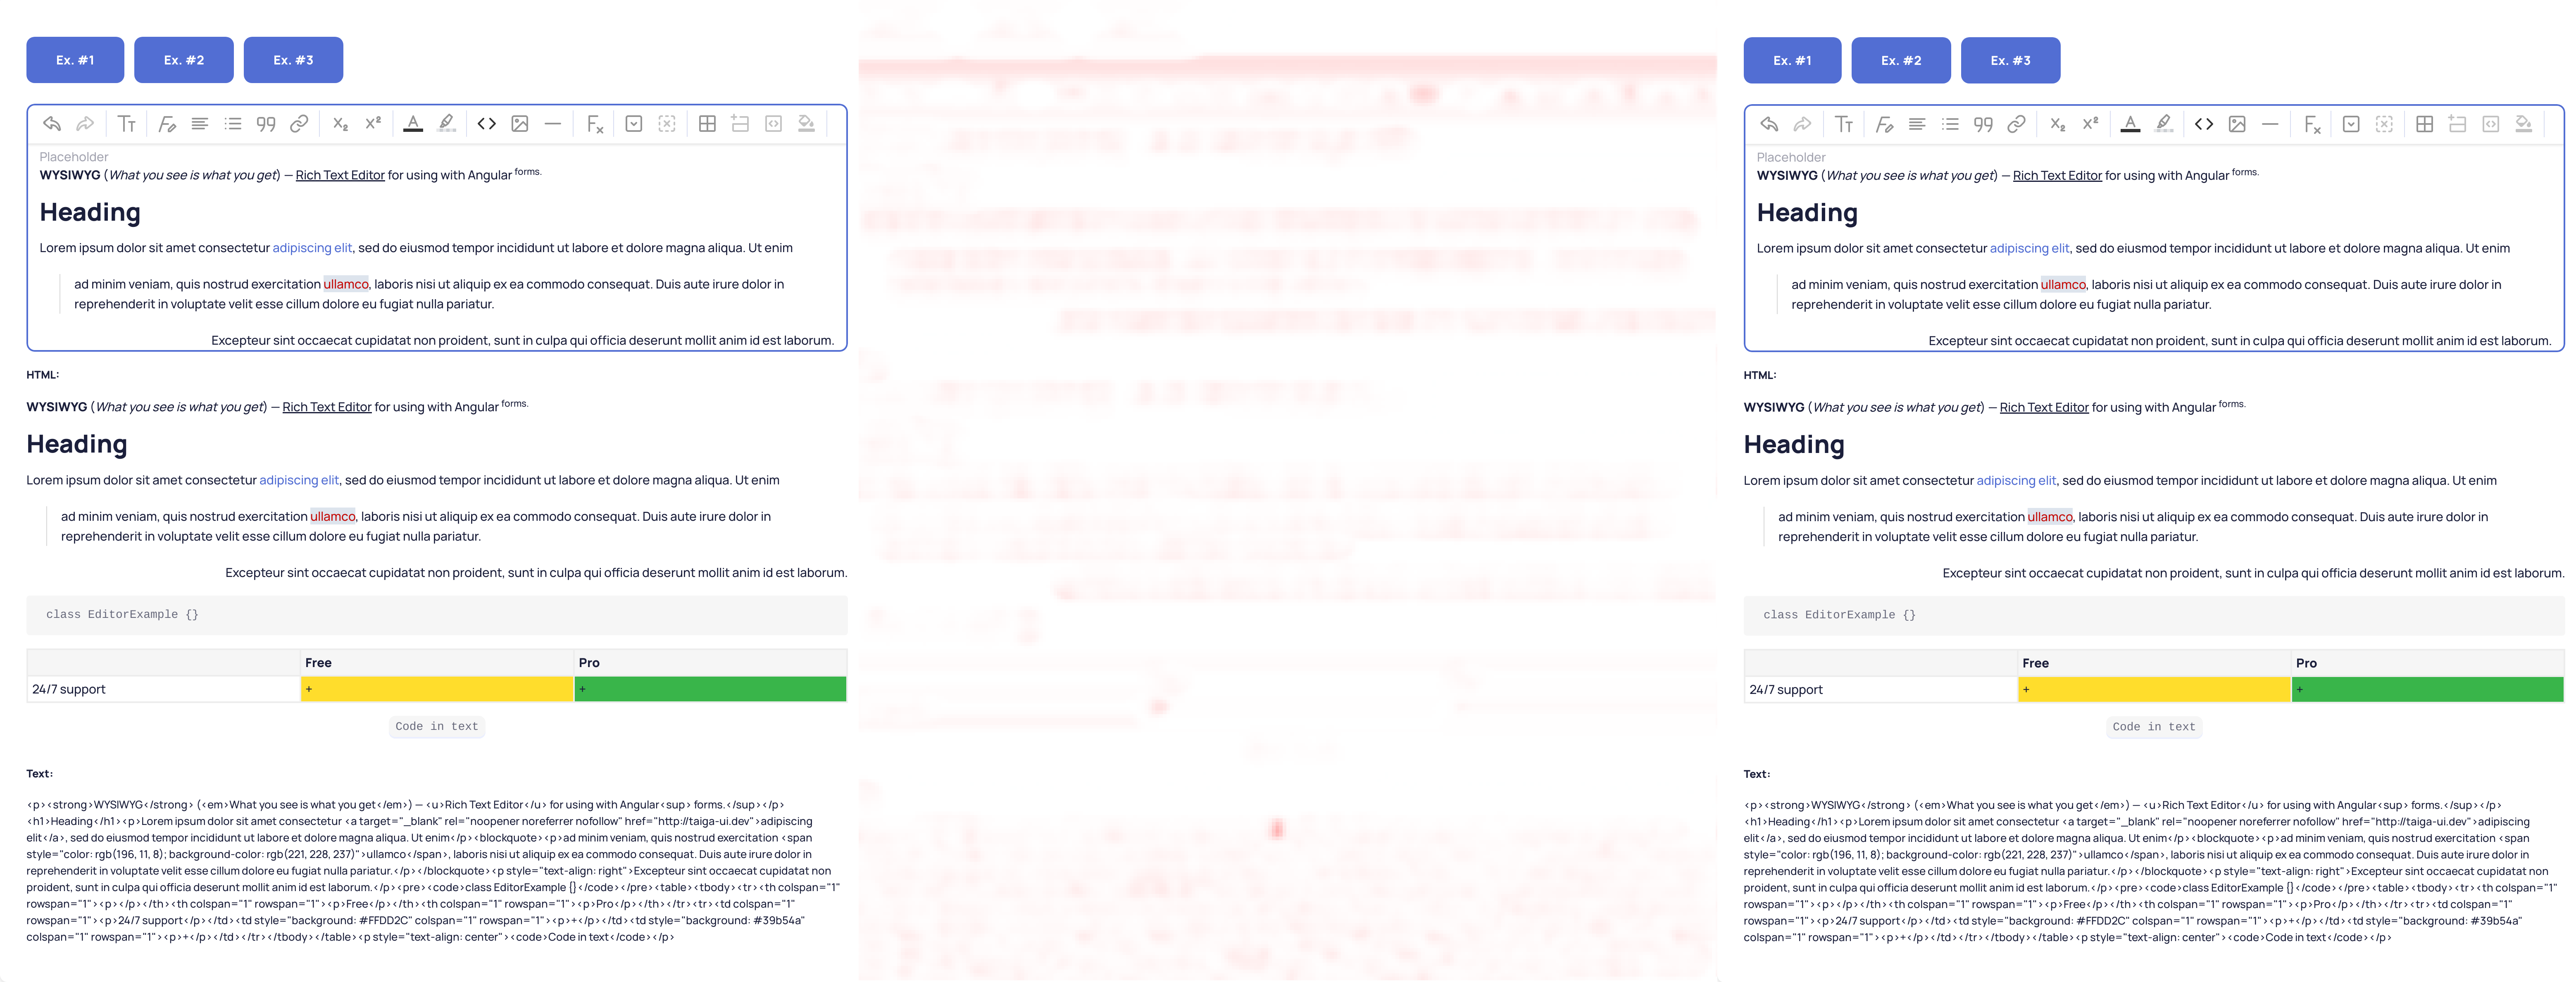 Ex. #1 Ex. #2 Ex. #3
Placeholder
WYSIWYG (What you see is what you get) — Rich Text Editor for using with Angular forms.
Heading
Lorem ipsum dolor sit amet consectetur adipiscing elit, sed do eiusmod tempor incididunt ut labore et dolore magna aliqua. Ut enim
ad minim veniam, quis nostrud exercitation ullamco, laboris nisi ut aliquip ex ea commodo consequat. Duis aute irure dolor in
reprehenderit in voluptate velit esse cillum dolore eu fugiat nulla pariatur.
Excepteur sint occaecat cupidatat non proident, sunt in culpa qui officia deserunt mollit anim id est laborum.
HTML:
WYSIWYG (What you see is what you get) — Rich Text Editor for using with Angular forms.
Heading
Lorem ipsum dolor sit amet consectetur adipiscing elit, sed do eiusmod tempor incididunt ut labore et dolore magna aliqua. Ut enim
ad minim veniam, quis nostrud exercitation ullamco, laboris nisi ut aliquip ex ea commodo consequat. Duis aute irure dolor in
reprehenderit in voluptate velit esse cillum dolore eu fugiat nulla pariatur.
Excepteur sint occaecat cupidatat non proident, sunt in culpa qui officia deserunt mollit anim id est laborum.
class EditorExample {}
Free Pro
24/7 support + +
Code in text
Text:
<p><strong>WYSIWYG</strong> (<em>What you see is what you get</em>) — <u>Rich Text Editor</u> for using with Angular<sup> forms.</sup></p>
<h1>Heading</h1><p>Lorem ipsum dolor sit amet consectetur <a target="_blank" rel="noopener noreferrer nofollow" href="http://taiga-ui.dev">adipiscing
elit</a>, sed do eiusmod tempor incididunt ut labore et dolore magna aliqua. Ut enim</p><blockquote><p>ad minim veniam, quis nostrud exercitation <span
style="color: rgb(196, 11, 8); background-color: rgb(221, 228, 237)">ullamco</span>, laboris nisi ut aliquip ex ea commodo consequat. Duis aute irure dolor in
reprehenderit in voluptate velit esse cillum dolore eu fugiat nulla pariatur.</p></blockquote><p style="text-align: right">Excepteur sint occaecat cupidatat non
proident, sunt in culpa qui officia deserunt mollit anim id est laborum.</p><pre><code>class EditorExample {}</code></pre><table><tbody><tr><th colspan="1"
rowspan="1"><p></p></th><th colspan="1" rowspan="1"><p>Free</p></th><th colspan="1" rowspan="1"><p>Pro</p></th></tr><tr><td colspan="1"
rowspan="1"><p>24/7 support</p></td><td style="background: #FFDD2C" colspan="1" rowspan="1"><p>+</p></td><td style="background: #39b54a"
colspan="1" rowspan="1"><p>+</p></td></tr></tbody></table><p style="text-align: center"><code>Code in text</code></p>
Ex. #1 Ex. #2 Ex. #3
Placeholder
WYSIWYG (What you see is what you get) — Rich Text Editor for using with Angular forms.
Heading
Lorem ipsum dolor sit amet consectetur adipiscing elit, sed do eiusmod tempor incididunt ut labore et dolore magna aliqua. Ut enim
ad minim veniam, quis nostrud exercitation ullamco, laboris nisi ut aliquip ex ea commodo consequat. Duis aute irure dolor in
reprehenderit in voluptate velit esse cillum dolore eu fugiat nulla pariatur.
Excepteur sint occaecat cupidatat non proident, sunt in culpa qui officia deserunt mollit anim id est laborum.
HTML:
WYSIWYG (What you see is what you get) — Rich Text Editor for using with Angular forms.
Heading
Lorem ipsum dolor sit amet consectetur adipiscing elit, sed do eiusmod tempor incididunt ut labore et dolore magna aliqua. Ut enim
ad minim veniam, quis nostrud exercitation ullamco, laboris nisi ut aliquip ex ea commodo consequat. Duis aute irure dolor in
reprehenderit in voluptate velit esse cillum dolore eu fugiat nulla pariatur.
Excepteur sint occaecat cupidatat non proident, sunt in culpa qui officia deserunt mollit anim id est laborum.
class EditorExample {}
Free Pro
24/7 support + +
Code in text
Text:
<p><strong>WYSIWYG</strong> (<em>What you see is what you get</em>) — <u>Rich Text Editor</u> for using with Angular<sup> forms.</sup></p>
<h1>Heading</h1><p>Lorem ipsum dolor sit amet consectetur <a target="_blank" rel="noopener noreferrer nofollow" href="http://taiga-ui.dev">adipiscing
elit</a>, sed do eiusmod tempor incididunt ut labore et dolore magna aliqua. Ut enim</p><blockquote><p>ad minim veniam, quis nostrud exercitation <span
style="color: rgb(196, 11, 8); background-color: rgb(221, 228, 237)">ullamco</span>, laboris nisi ut aliquip ex ea commodo consequat. Duis aute irure dolor in
reprehenderit in voluptate velit esse cillum dolore eu fugiat nulla pariatur.</p></blockquote><p style="text-align: right">Excepteur sint occaecat cupidatat non
proident, sunt in culpa qui officia deserunt mollit anim id est laborum.</p><pre><code>class EditorExample {}</code></pre><table><tbody><tr><th colspan="1"
rowspan="1"><p></p></th><th colspan="1" rowspan="1"><p>Free</p></th><th colspan="1" rowspan="1"><p>Pro</p></th></tr><tr><td colspan="1"
rowspan="1"><p>24/7 support</p></td><td style="background: #FFDD2C" colspan="1" rowspan="1"><p>+</p></td><td style="background: #39b54a"
colspan="1" rowspan="1"><p>+</p></td></tr></tbody></table><p style="text-align: center"><code>Code in text</code></p>